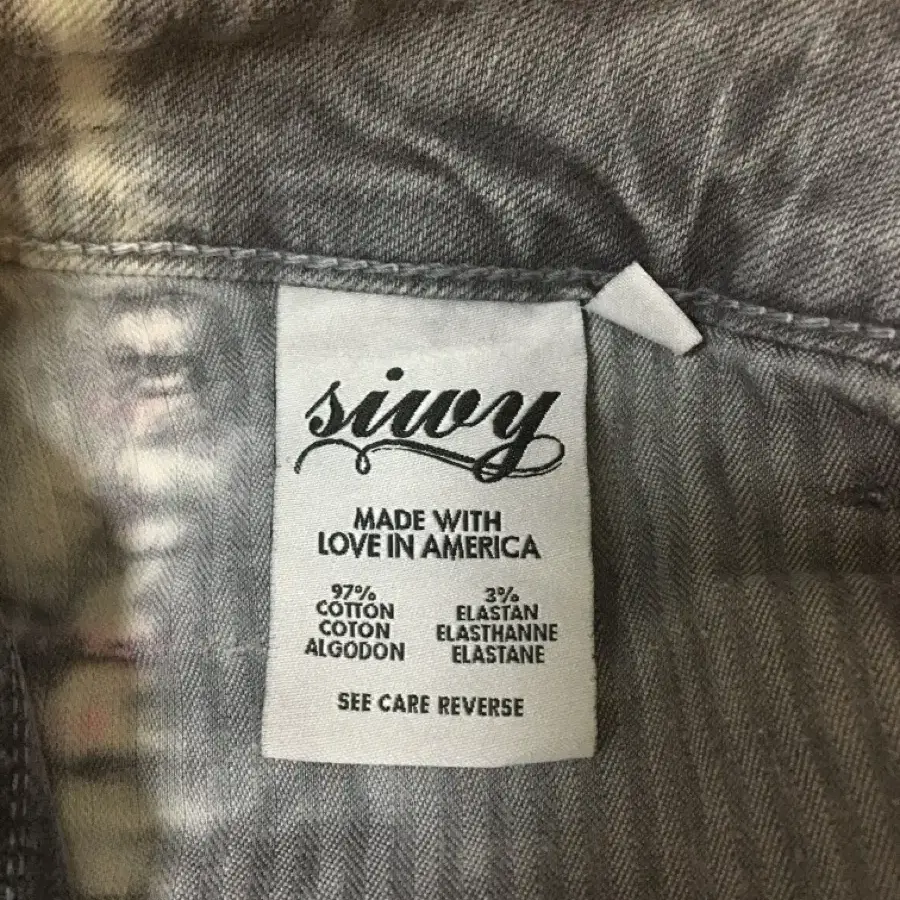 siwy
MADE WITH
LOVE IN AMERICA
97%
COTTON
COTON
ALGODON
3%
ELASTAN
ELASTHANNE
ELASTANE
SEE CARE REVERSE